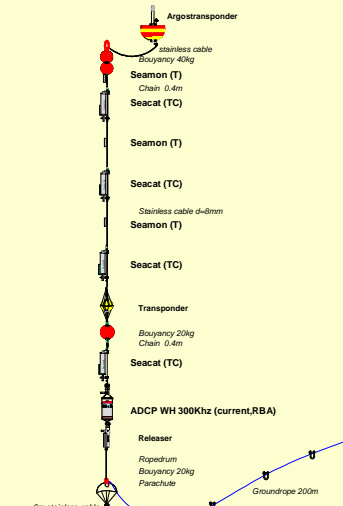 Argostransponder
stainless cable
Bouyancy 40kg
Seamon (T)
Chain 0.4m
Seacat (TC)
Seamon (T)
Seacat (TC)
Stainless cable d=8mm
Seamon (T)
Seacat (TC)
Transponder
Bouyancy 20kg
Chain 0.4m
Seacat (TC)
ADCP WH 300Khz (current,RBA)
Releaser
Ropedrum
Bouyancy 20kg
Parachute
Groundrope 200m